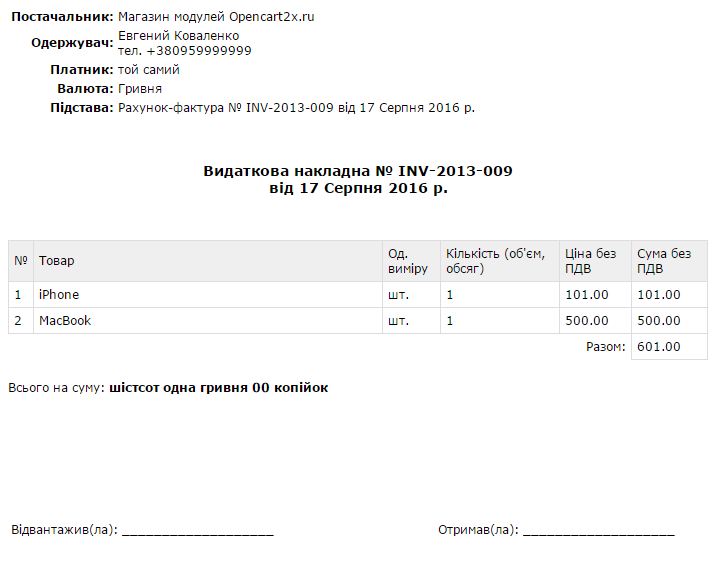 Постачальник: Магазин модулей Opencart2x.ru
Одержувач: Евгений Коваленко
тел. +380959999999
Платник: той самий
Валюта: Гривня
Підстава: Рахунок-фактура № INV-2013-009 від 17 Серпня 2016 р.
Видаткова накладна № INV-2013-009
від 17 Серпня 2016 р.
№ Товар Од. виміру Кількість (об'єм, обсяг) Ціна без ПДВ Сума без ПДВ
1 iPhone шт. 1 101.00 101.00
2 MacBook шт. 1 500.00 500.00
Разом: 601.00
Всього на суму: шістсот одна гривня 00 копійок
Відвантажив(ла): ____________________ Отримав(ла): ____________________